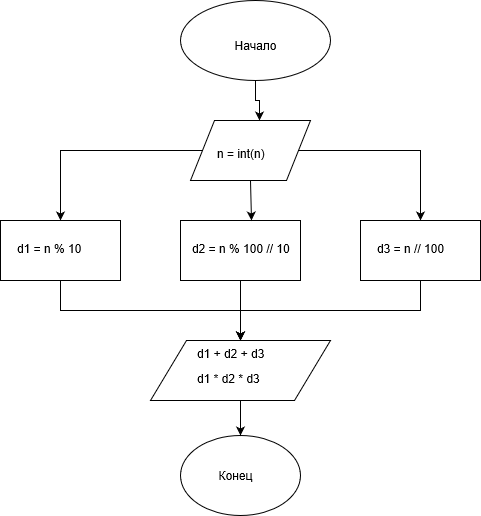 Начало
n = int(n)
d1 = n % 10
d2 = n % 100 // 10
d3 = n // 100
d1 + d2 + d3
d1 * d2 * d3
Конец